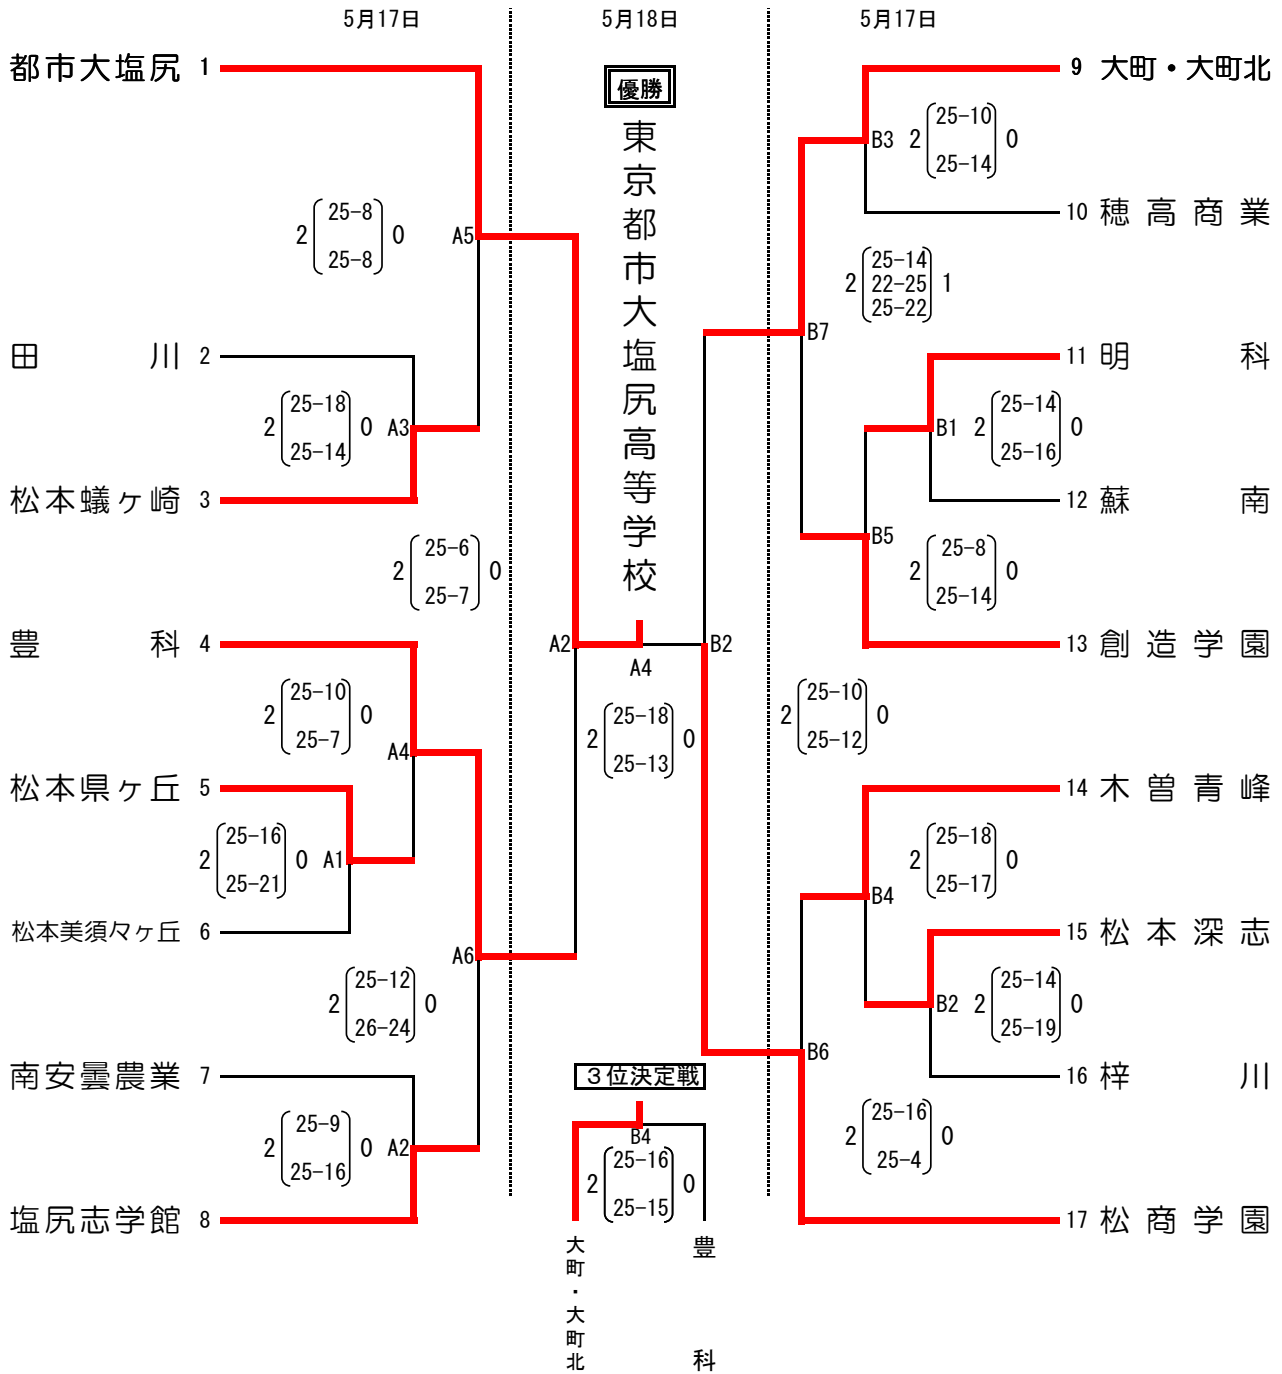 5月17日
5月18日
5月17日
都市大塩尻 1
優勝
東京都市大塩尻高等学校
9 大町・大町北
B3 2 25-10 0
25-14
10 穂高商業
25-8
2 0 A5
25-8
25-14
2 22-25 1
25-22
B7
田川 2
11 明科
25-18
2 0 A3
25-14
25-14
B1 2 0
25-16
松本蟻ヶ崎 3
12 蘇南
25-6
2 0
25-7
B5
25-8
2 0
25-14
豊科 4
A2
A4
B2
13 創造学園
25-10
2 0
25-7
A4
25-18
2 0
25-13
25-10
2 0
25-12
松本県ヶ丘 5
14 木曽青峰
25-16
2 0 A1
25-21
25-18
2 0
25-17
B4
松本美須々ヶ丘 6
15 松本深志
A6
25-12
2 0
26-24
25-14
B2 2 0
25-19
B6
南安曇農業 7
3位決定戦
16 梓川
25-9
2 0 A2
25-16
B4
25-16
2 0
25-15
25-16
2 0
25-4
塩尻志学館 8
17 松商学園
大町・大町北
豊科